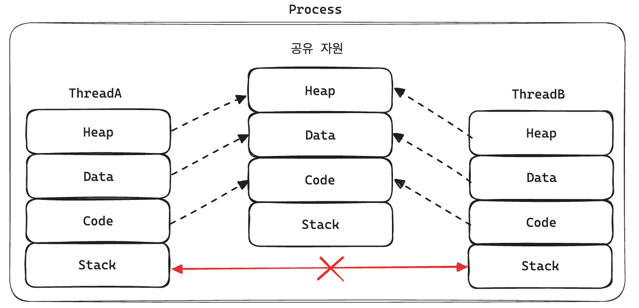 Process
공유 자원
ThreadA
Heap
Data
Code
Stack
Heap
Data
Code
Stack
ThreadB
Heap
Data
Code
Stack